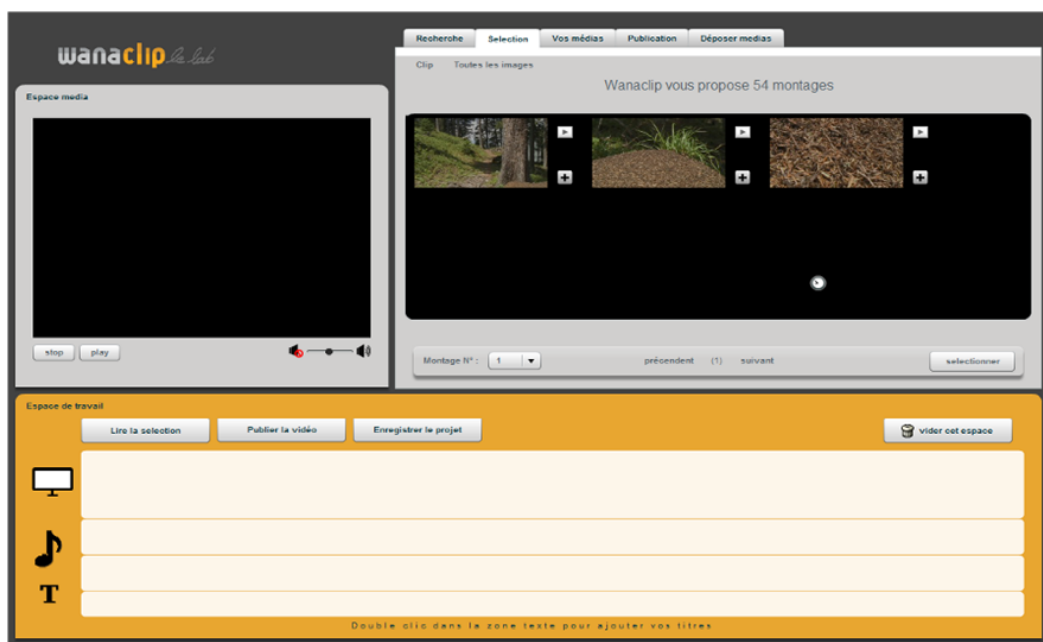 wanaclip le lab
Recherche
Selection
Vos médias
Publication
Déposer medias
Clip
Toutes les images
Wanaclip vous propose 54 montages
Espace media
stop
play
Montage N° :
1
précendent
(1)
suivant
selectionner
Espace de travail
Lire la selection
Publier la vidéo
Enregistrer le projet
vider cet espace
T
Double clic dans la zone texte pour ajouter vos titres